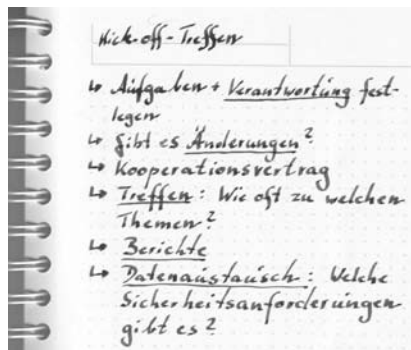 Kick-off-Treffen
↳ Aufgaben + Verantwortung fest-
legen
↳ Gibt es Änderungen?
↳ Kooperationsvertrag
↳ Treffen: Wie oft zu welchen
Themen?
↳ Berichte
↳ Datenaustausch: Welche
Sicherheitsanforderungen
gibt es?